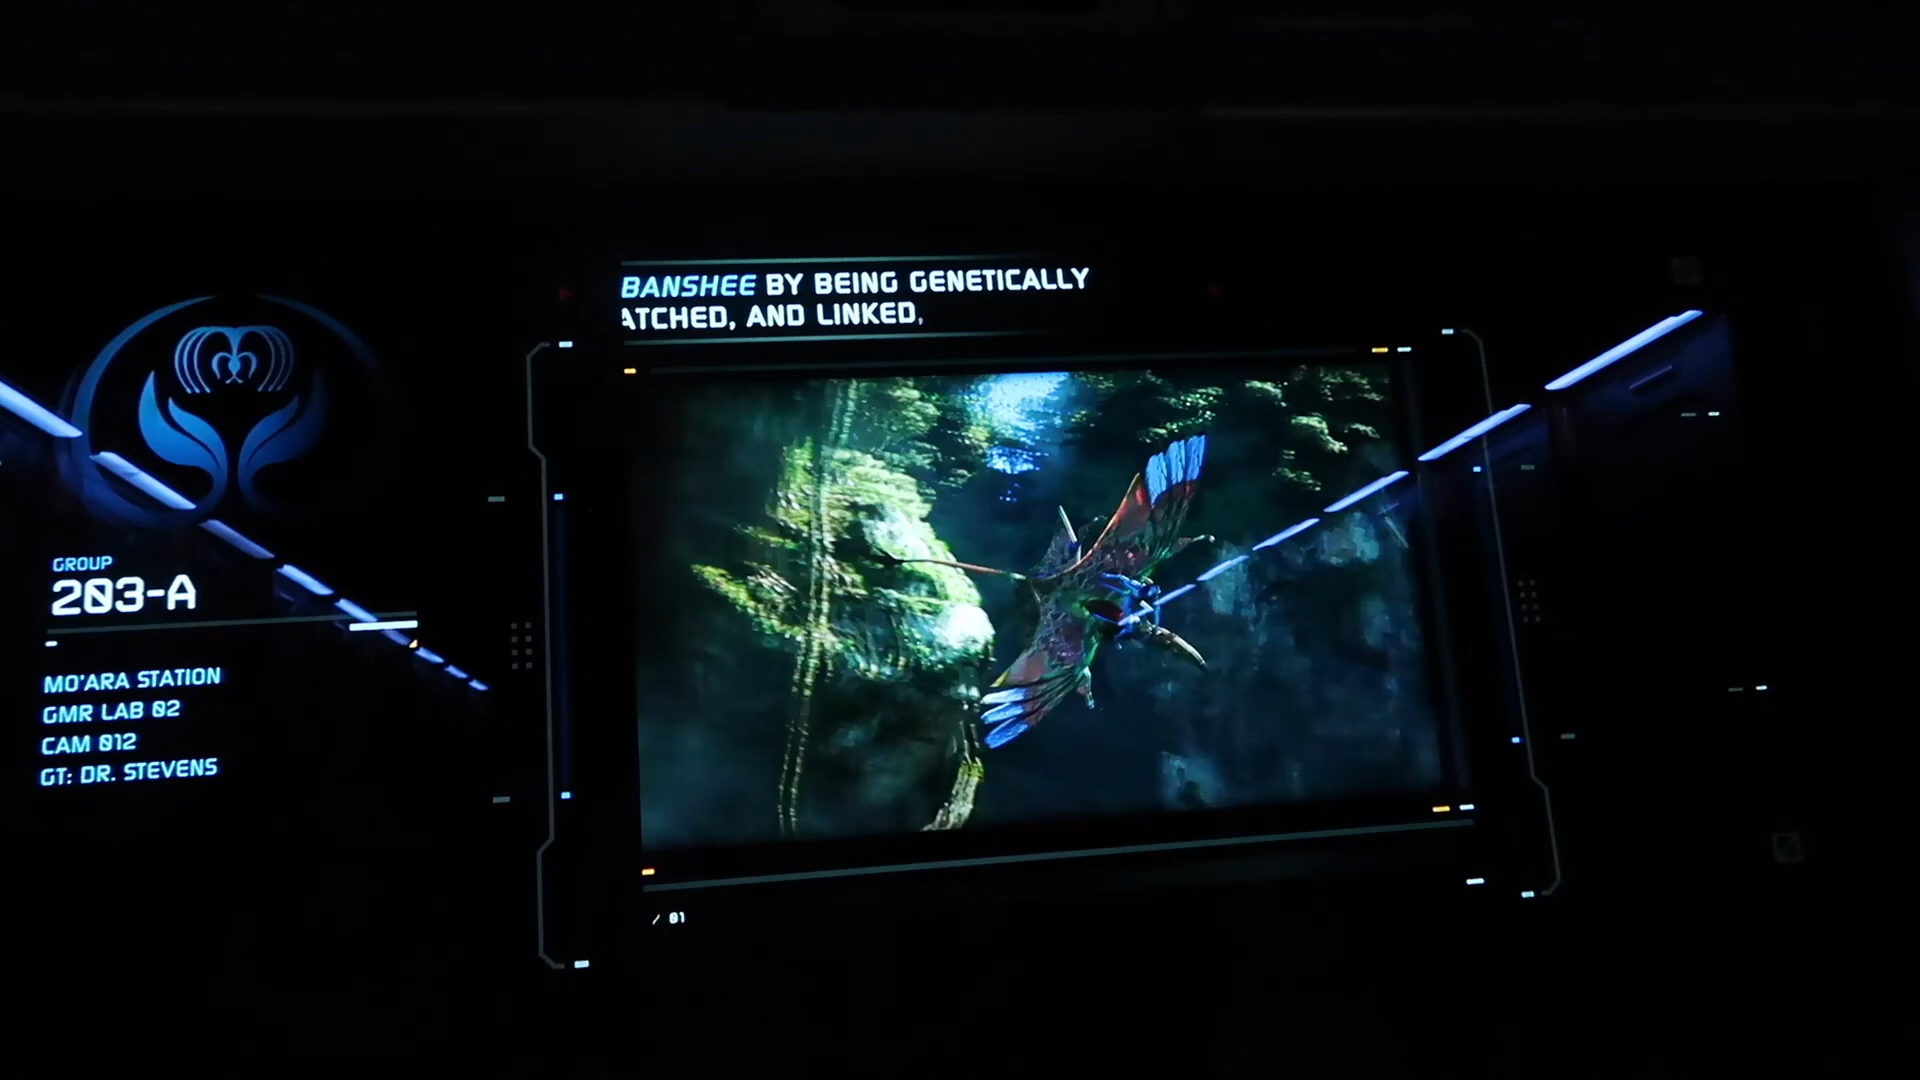 BANSHEE BY BEING GENETICALLY
ATCHED, AND LINKED,
GROUP
203-A
MO'ARA STATION
GMR LAB 02
CAM 012
GT: DR. STEVENS
/ 01